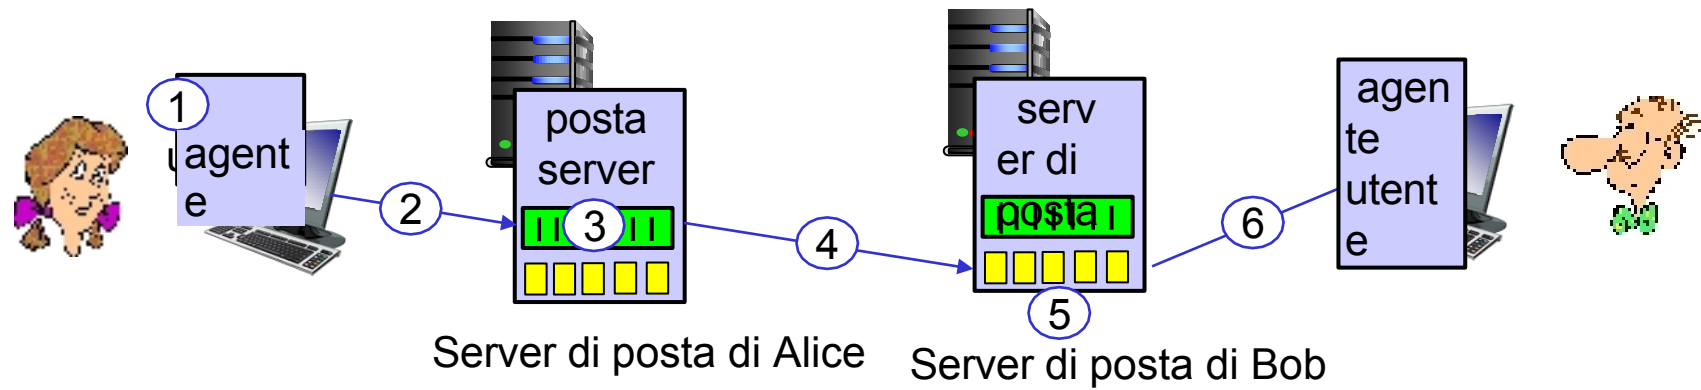 1
agent
e
2
posta
server
3
4
serv
er di
posta
5
6
agen
te
utent
e
Server di posta di Alice
Server di posta di Bob